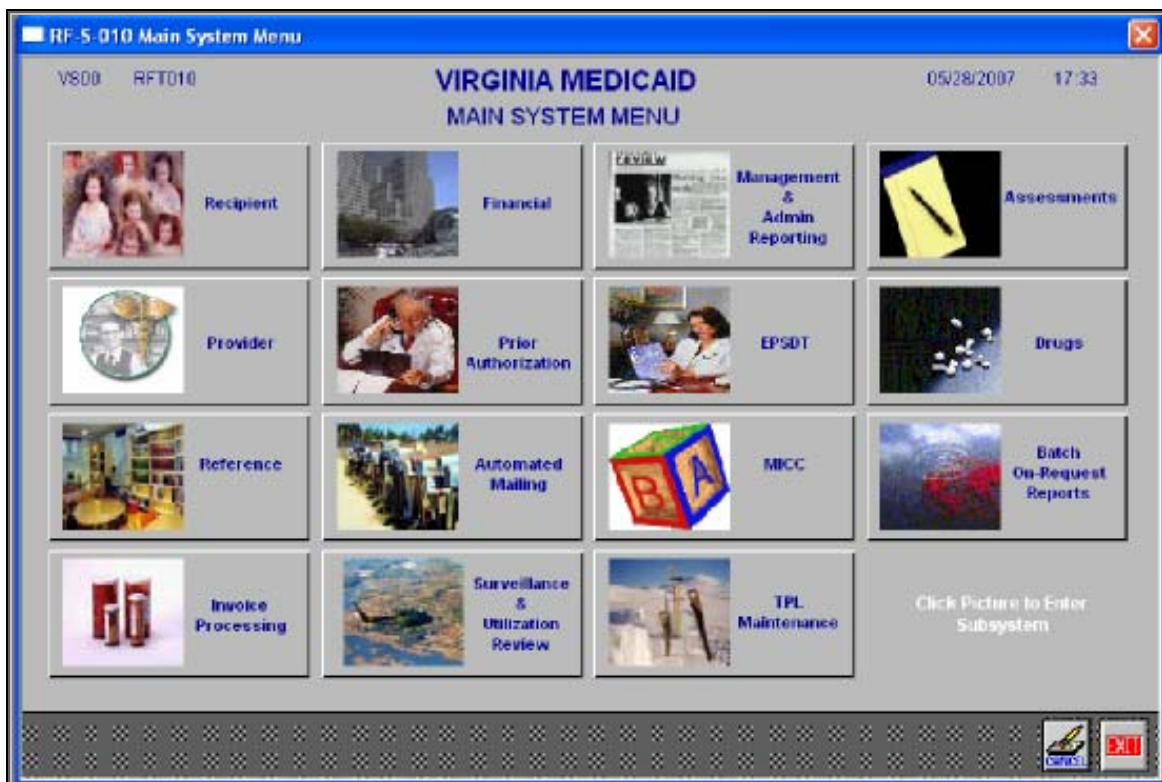 RF-S-010 Main System Menu
V800 RFT010
VIRGINIA MEDICAID
05/28/2007 17:33
MAIN SYSTEM MENU
Recipient
Financial
REVIEW
Management
&
Admin
Reporting
Assessments
Provider
Prior
Authorization
EPSDT
Drugs
Reference
Automated
Mailing
B A
MICC
Batch
On-Request
Reports
Invoice
Processing
Surveillance
&
Utilization
Review
TPL
Maintenance
Click Picture to Enter
Subsystem
CANCEL
EXIT